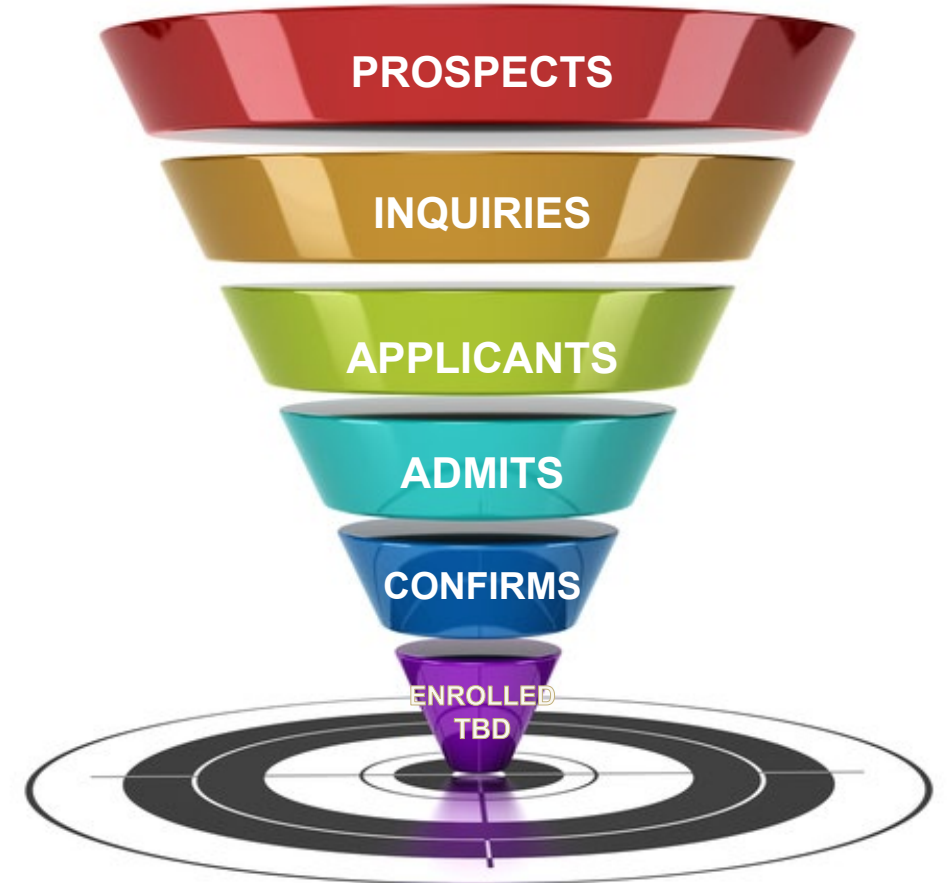 PROSPECTS
INQUIRIES
APPLICANTS
ADMITS
CONFIRMS
ENROLLED
TBD